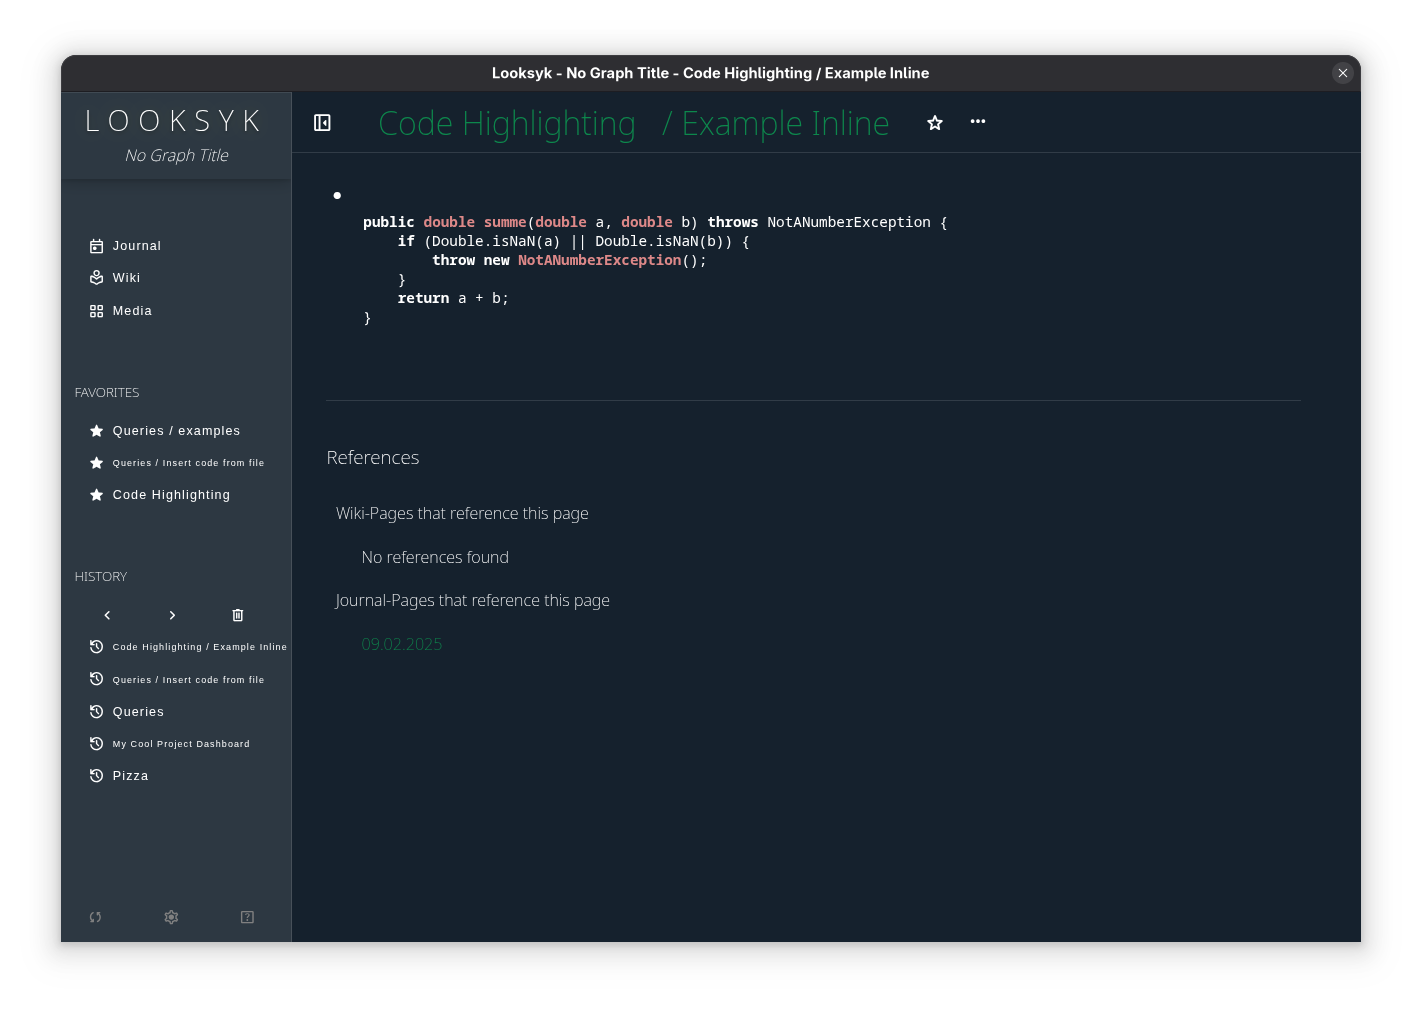 Looksyk - No Graph Title - Code Highlighting / Example Inline
LOOKSYK
No Graph Title
Journal
Wiki
Media
FAVORITES
Queries / examples
Queries / Insert code from file
Code Highlighting
HISTORY
Code Highlighting / Example Inline
Queries / Insert code from file
Queries
My Cool Project Dashboard
Pizza
Code Highlighting / Example Inline
public double summe(double a, double b) throws NotANumberException {
    if (Double.isNaN(a) || Double.isNaN(b)) {
        throw new NotANumberException();
    }
    return a + b;
}
References
Wiki-Pages that reference this page
No references found
Journal-Pages that reference this page
09.02.2025